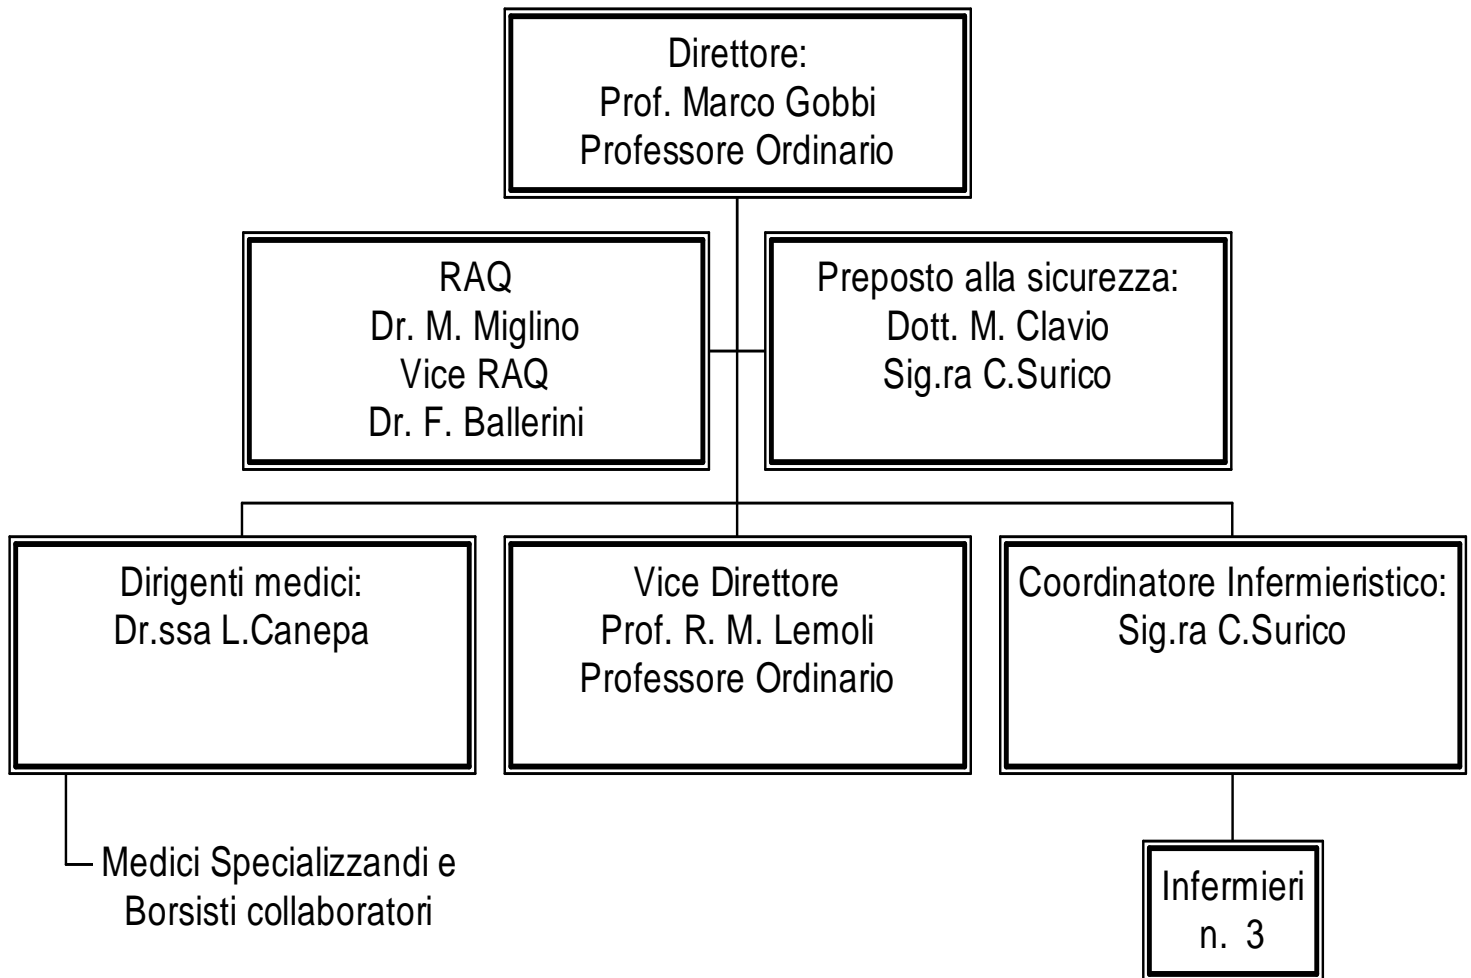 Direttore:
Prof. Marco Gobbi
Professore Ordinario
RAQ
Dr. M. Miglino
Vice RAQ
Dr. F. Ballerini
Preposto alla sicurezza:
Dott. M. Clavio
Sig.ra C.Surico
Dirigenti medici:
Dr.ssa L.Canepa
Vice Direttore
Prof. R. M. Lemoli
Professore Ordinario
Coordinatore Infermieristico:
Sig.ra C.Surico
Medici Specializzandi e
Borsisti collaboratori
Infermieri
n. 3